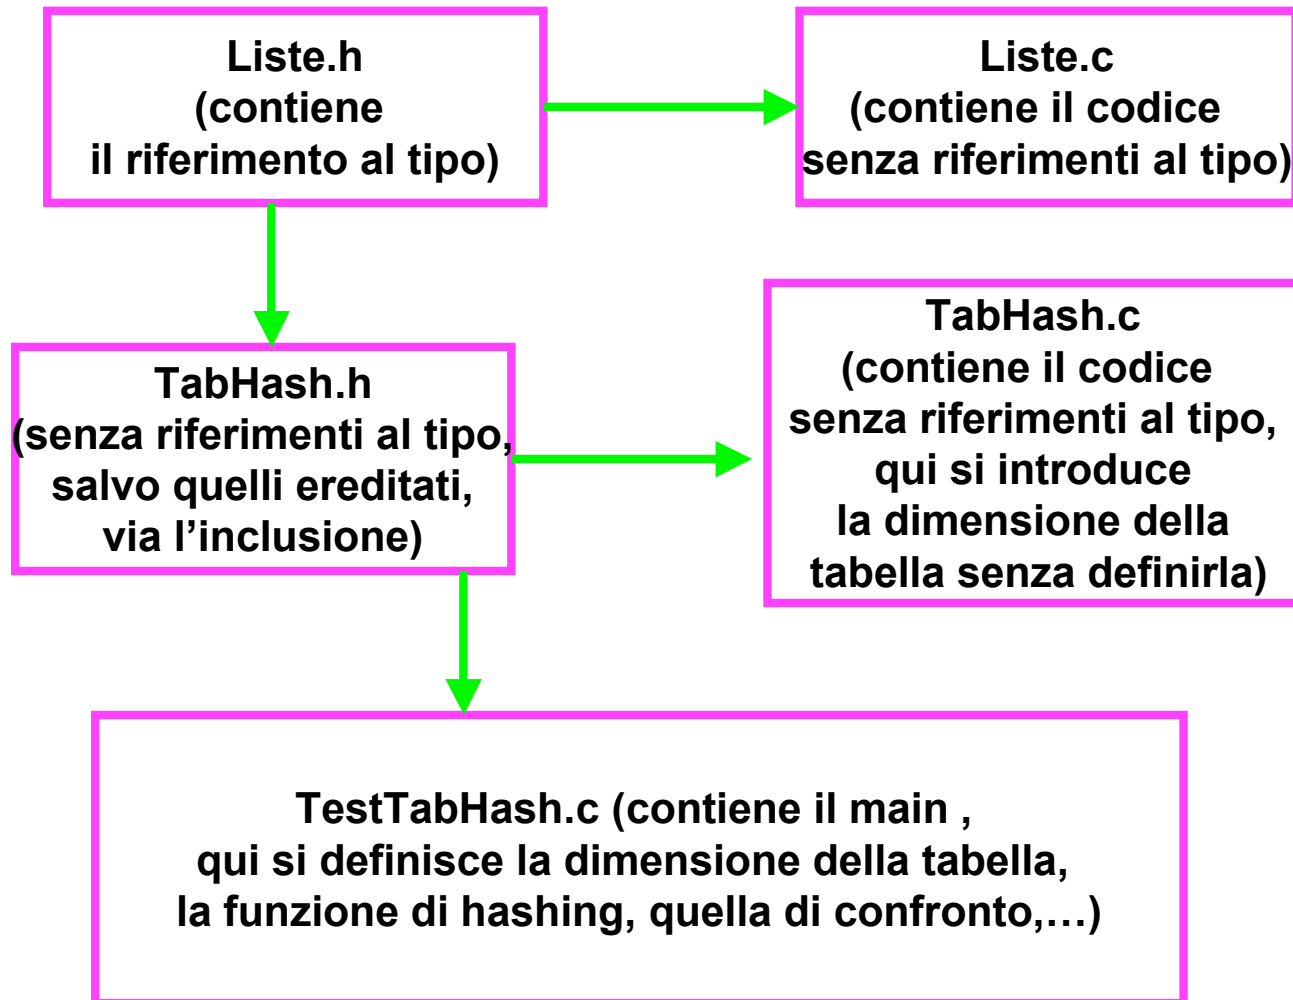 Liste.h
(contiene
il riferimento al tipo)
Liste.c
(contiene il codice
senza riferimenti al tipo)
TabHash.h
(senza riferimenti al tipo,
salvo quelli ereditati,
via l’inclusione)
TabHash.c
(contiene il codice
senza riferimenti al tipo,
qui si introduce
la dimensione della
tabella senza definirla)
TestTabHash.c (contiene il main ,
qui si definisce la dimensione della tabella,
la funzione di hashing, quella di confronto,…)